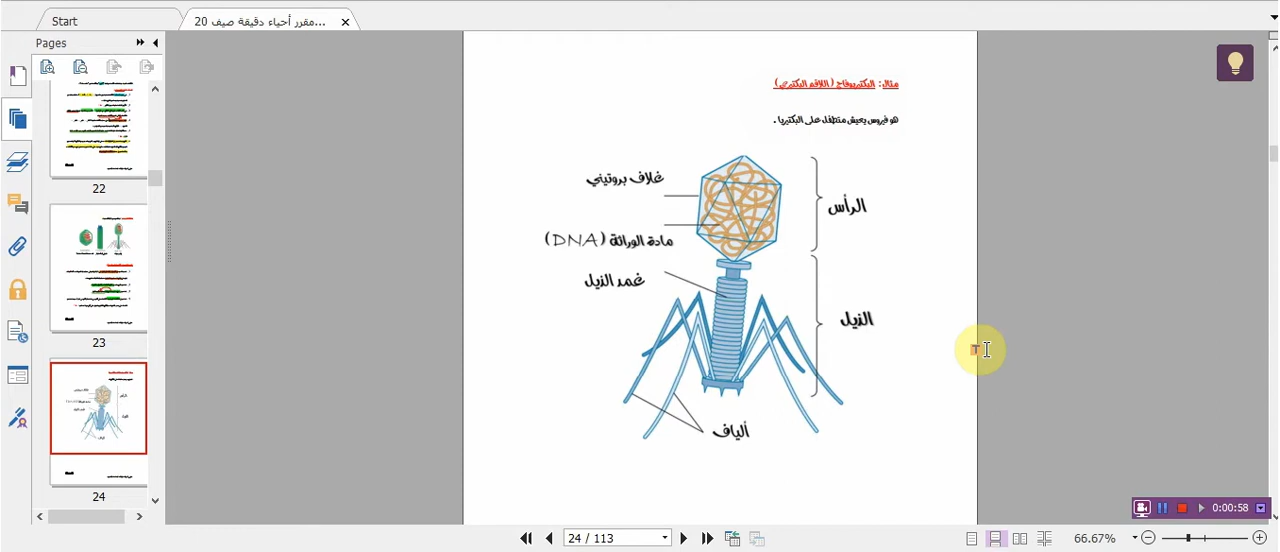 Start
مقرر أحياء دقيقة صيف 20...
Pages
22
23
24
مثال: البكتريوفاج (اللاقم البكتيري)
هو فيروس يعيش متطفل على البكتيريا .
غلاف بروتيني
الرأس
مادة الوراثة (DNA)
غمد الذيل
الذيل
ألياف
0:00:58
24 / 113
66.67%